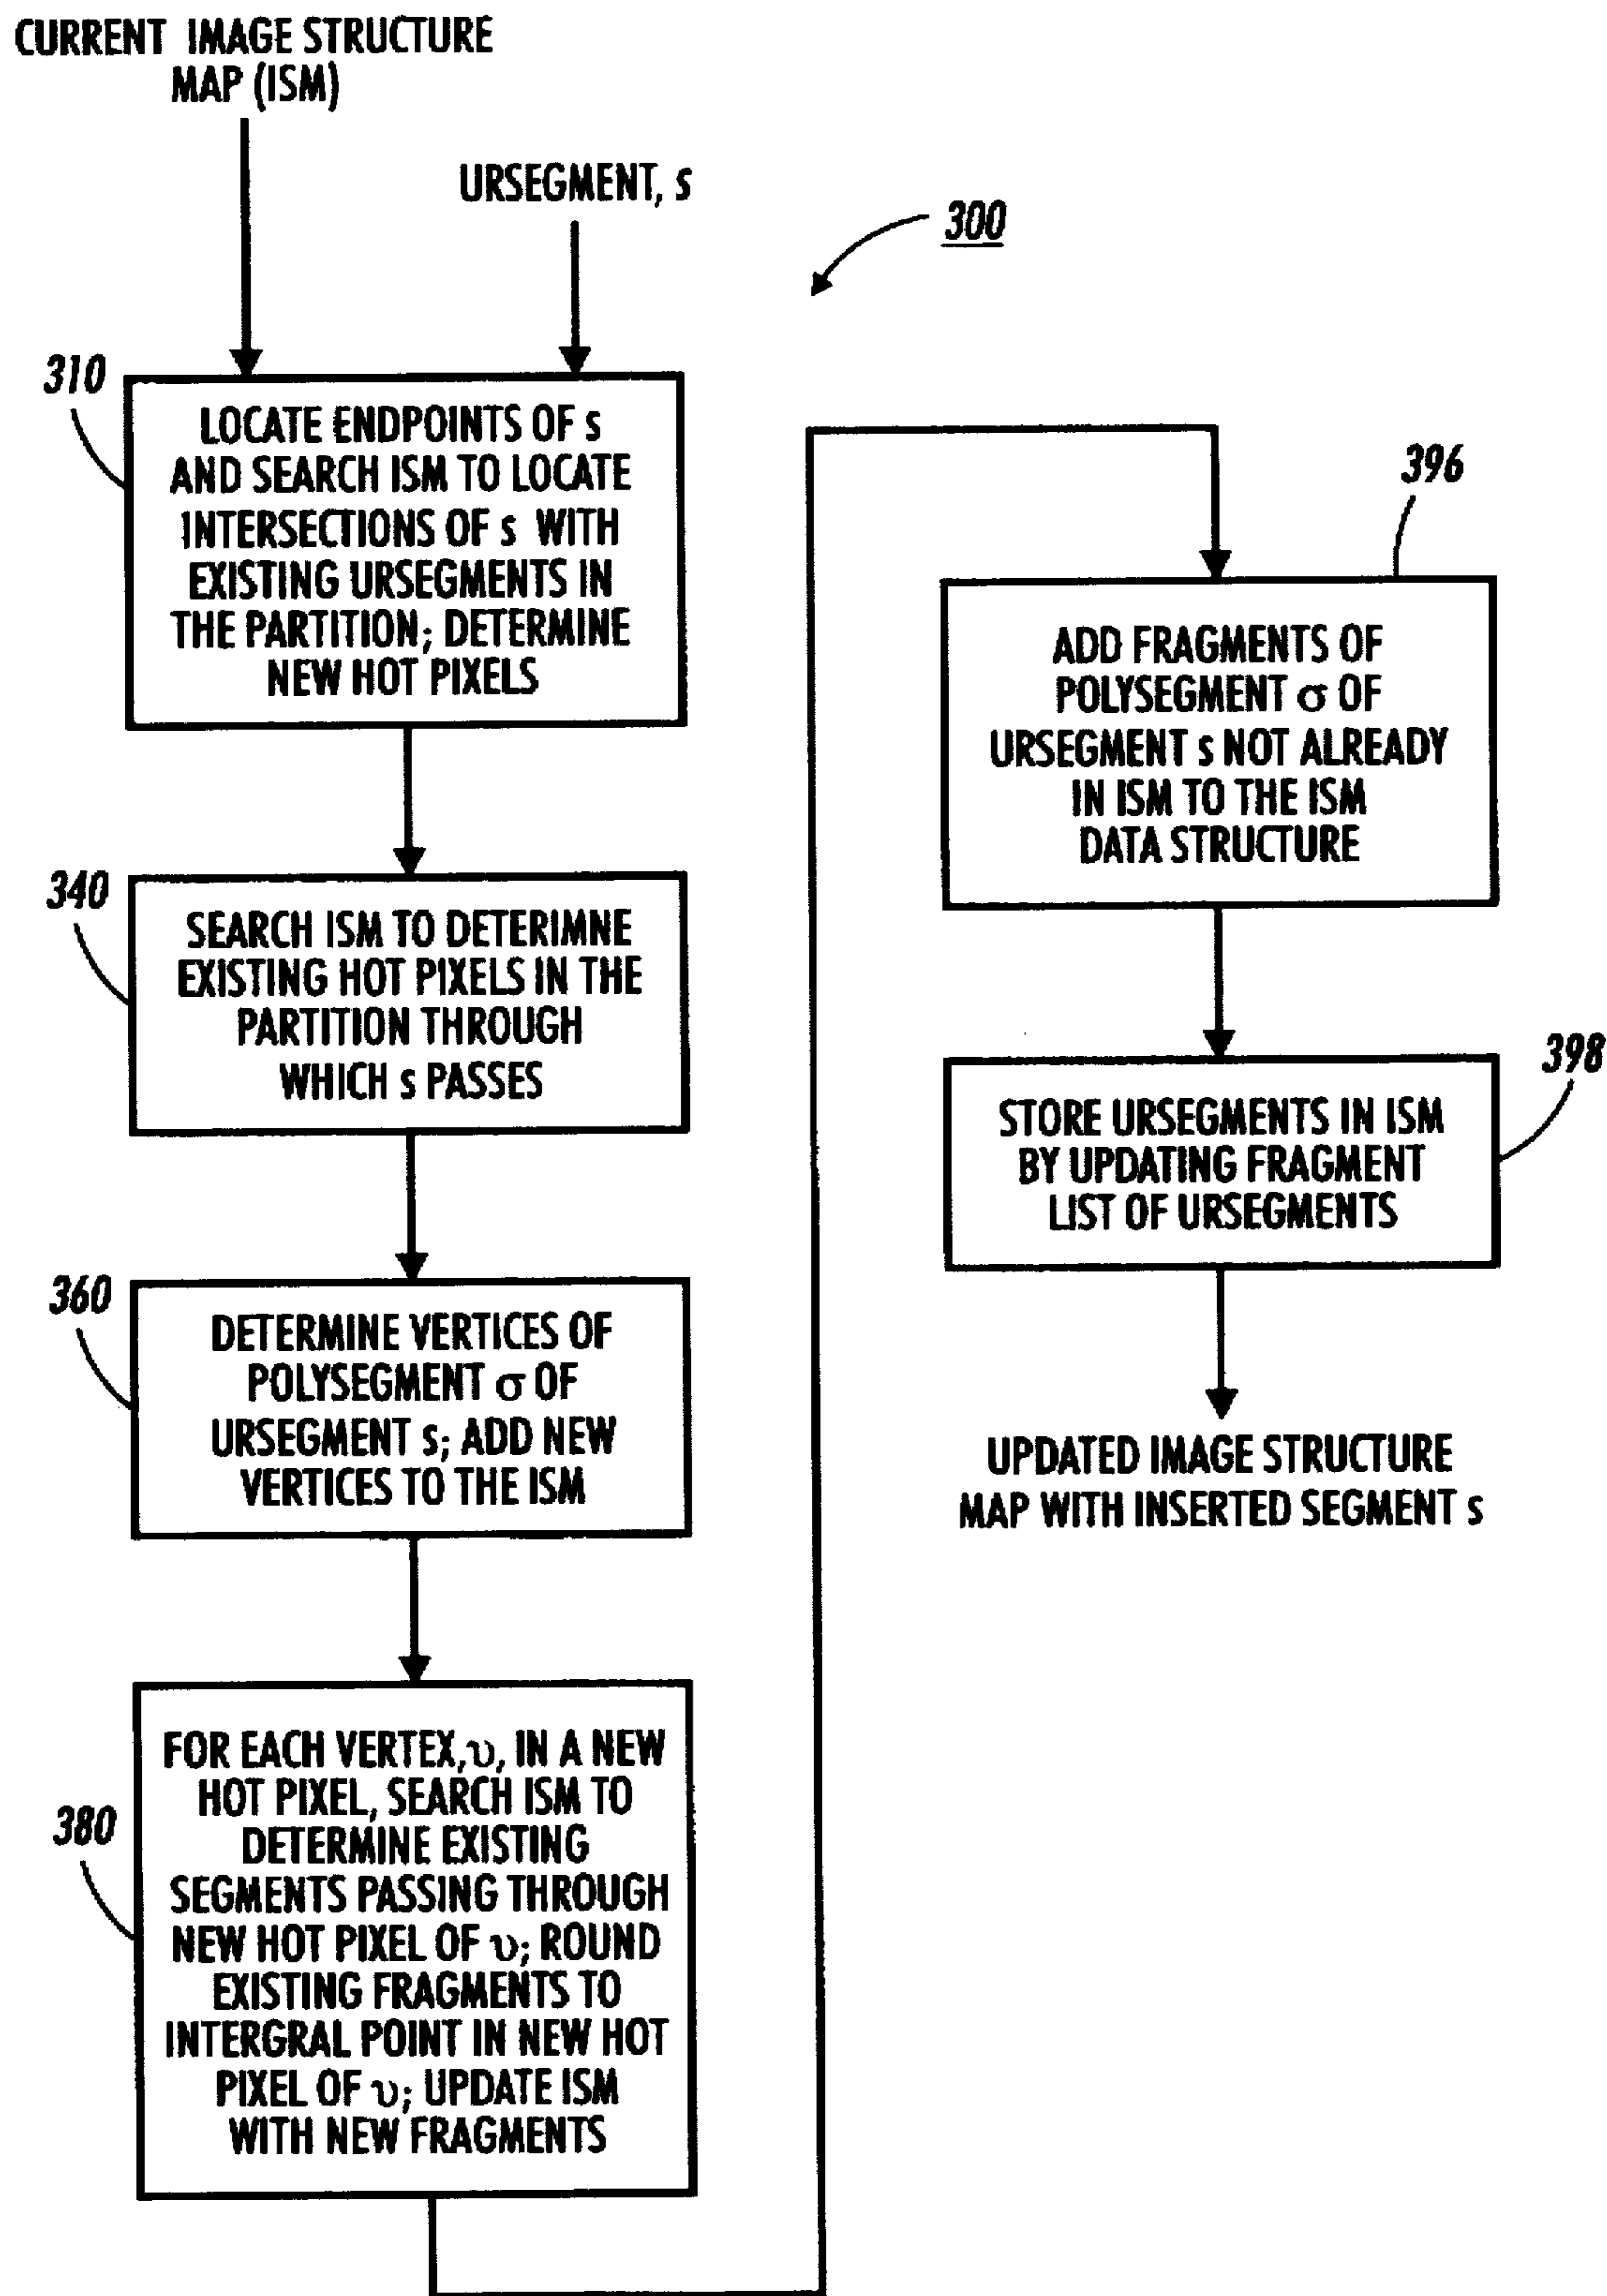 CURRENT IMAGE STRUCTURE
MAP (ISM)
URSEGMENT, s
300
310
LOCATE ENDPOINTS OF s
AND SEARCH ISM TO LOCATE
INTERSECTIONS OF s WITH
EXISTING URSEGMENTS IN
THE PARTITION; DETERMINE
NEW HOT PIXELS
340
SEARCH ISM TO DETERIMNE
EXISTING HOT PIXELS IN THE
PARTITION THROUGH
WHICH s PASSES
360
DETERMINE VERTICES OF
POLYSEGMENT σ OF
URSEGMENT s; ADD NEW
VERTICES TO THE ISM
380
FOR EACH VERTEX, υ, IN A NEW
HOT PIXEL, SEARCH ISM TO
DETERMINE EXISTING
SEGMENTS PASSING THROUGH
NEW HOT PIXEL OF υ; ROUND
EXISTING FRAGMENTS TO
INTERGRAL POINT IN NEW HOT
PIXEL OF υ; UPDATE ISM
WITH NEW FRAGMENTS
396
ADD FRAGMENTS OF
POLYSEGMENT σ OF
URSEGMENT s NOT ALREADY
IN ISM TO THE ISM
DATA STRUCTURE
398
STORE URSEGMENTS IN ISM
BY UPDATING FRAGMENT
LIST OF URSEGMENTS
UPDATED IMAGE STRUCTURE
MAP WITH INSERTED SEGMENT s